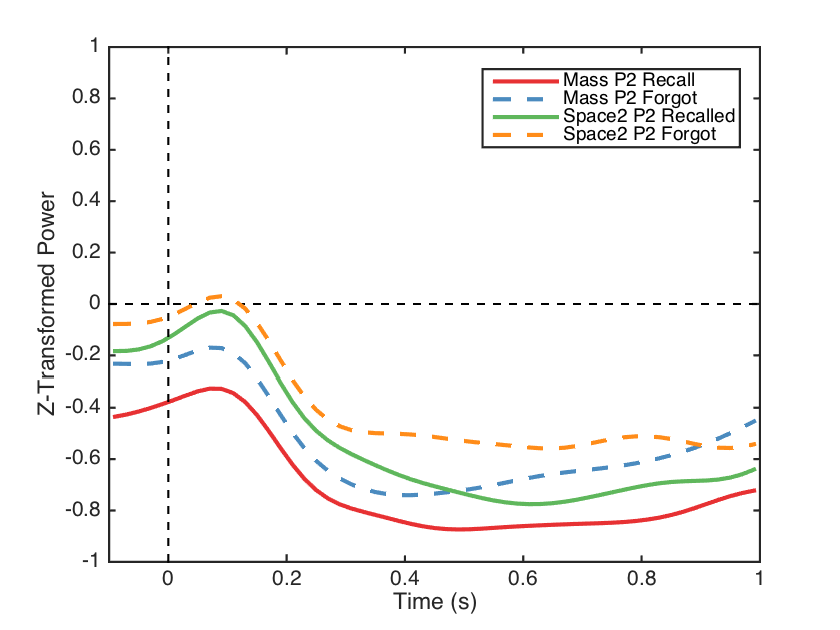 1
0.8
0.6
0.4
0.2
0
-0.2
-0.4
-0.6
-0.8
-1
Z-Transformed Power
Mass P2 Recall
Mass P2 Forgot
Space2 P2 Recalled
Space2 P2 Forgot
0 0.2 0.4 0.6 0.8 1
Time (s)